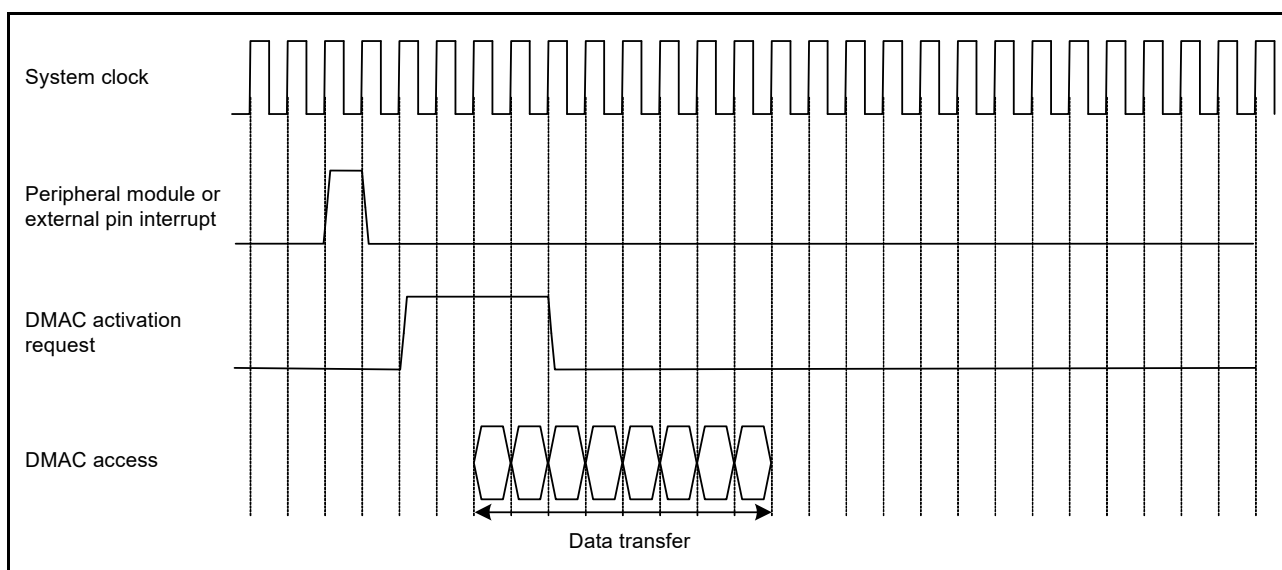 System clock
Peripheral module or
external pin interrupt
DMAC activation
request
DMAC access
Data transfer